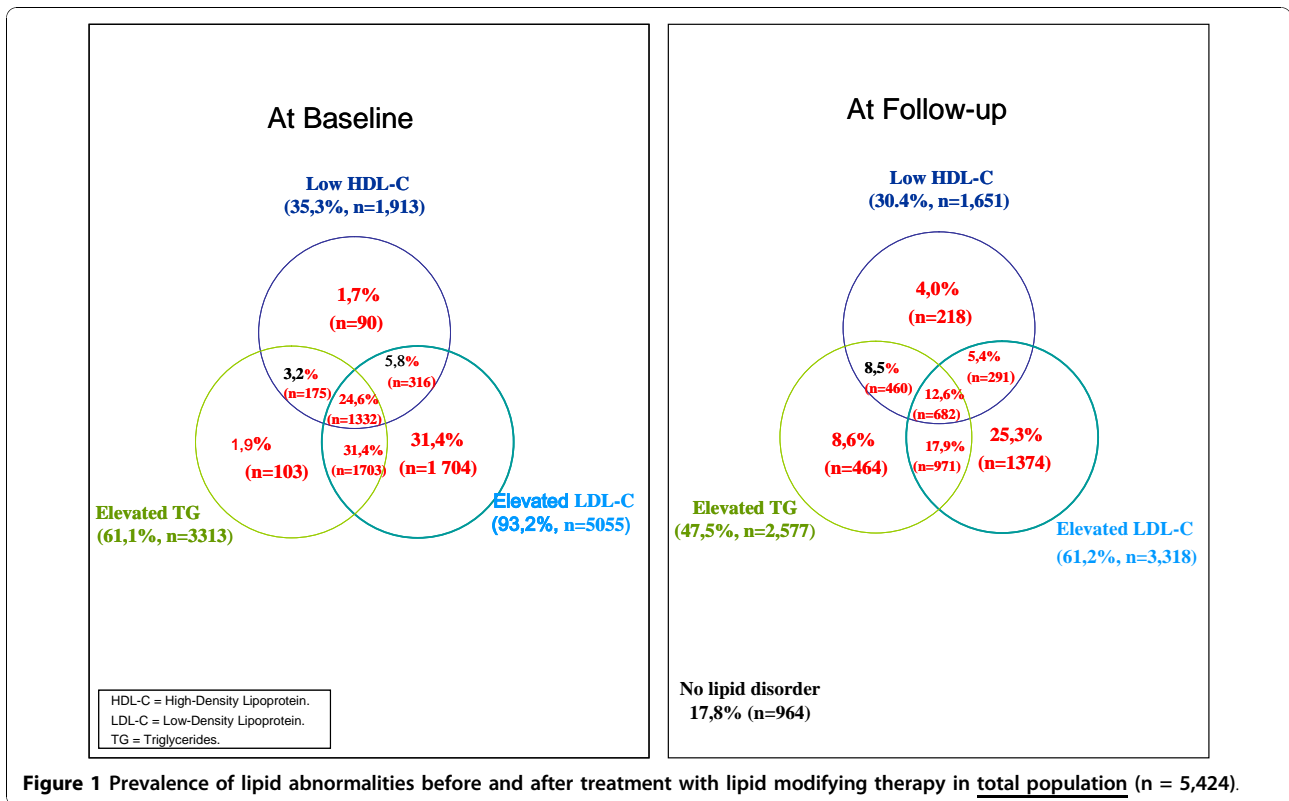 At Baseline
Low HDL-C
(35,3%, n=1,913)
1,7%
(n=90)
3,2%
(n=175)
5,8%
(n=316)
24,6%
(n=1332)
1,9%
(n=103)
31,4%
(n=1703)
31,4%
(n=1 704)
Elevated TG
(61,1%, n=3313)
Elevated LDL-C
(93,2%, n=5055)
HDL-C = High-Density Lipoprotein.
LDL-C = Low-Density Lipoprotein.
TG = Triglycerides.
At Follow-up
Low HDL-C
(30.4%, n=1,651)
4,0%
(n=218)
8,5%
(n=460)
5,4%
(n=291)
12,6%
(n=682)
8,6%
(n=464)
17,9%
(n=971)
25,3%
(n=1374)
Elevated TG
(47,5%, n=2,577)
Elevated LDL-C
(61,2%, n=3,318)
No lipid disorder
17,8% (n=964)
Figure 1 Prevalence of lipid abnormalities before and after treatment with lipid modifying therapy in total population (n = 5,424).